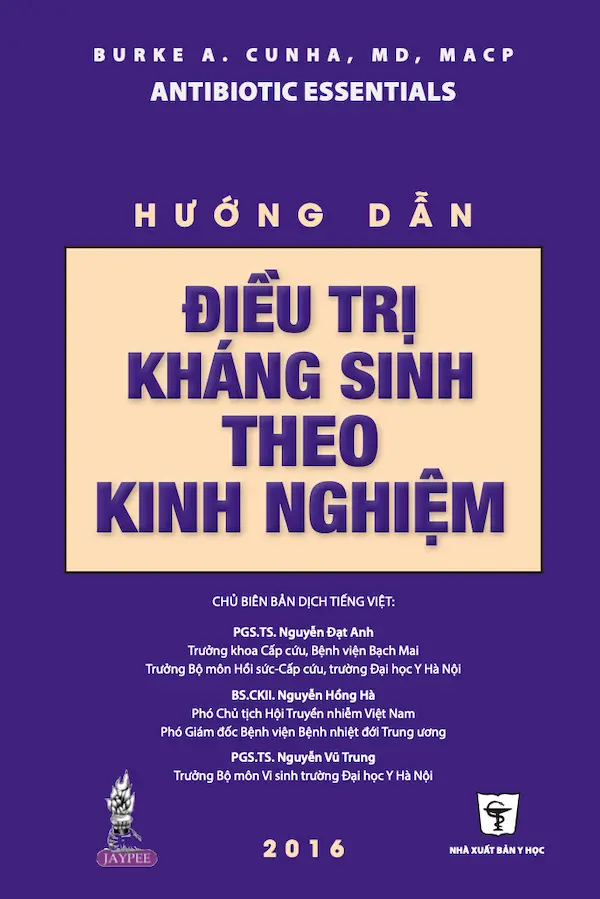 BURKE A. CUNHA, MD, MACP
ANTIBIOTIC ESSENTIALS
HƯỚNG DẪN
ĐIỀU TRỊ
KHÁNG SINH
THEO
KINH NGHIỆM
CHỦ BIÊN BẢN DỊCH TIẾNG VIỆT:
PGS.TS. Nguyễn Đạt Anh
Trưởng khoa Cấp cứu, Bệnh viện Bạch Mai
Trưởng Bộ môn Hồi sức-Cấp cứu, trường Đại học Y Hà Nội
BS.CKII. Nguyễn Hồng Hà
Phó Chủ tịch Hội Truyền nhiễm Việt Nam
Phó Giám đốc Bệnh viện Bệnh nhiệt đới Trung ương
PGS.TS. Nguyễn Vũ Trung
Trưởng Bộ môn Vi sinh trường Đại học Y Hà Nội
JAYPEE
2016
NHÀ XUẤT BẢN Y HỌC